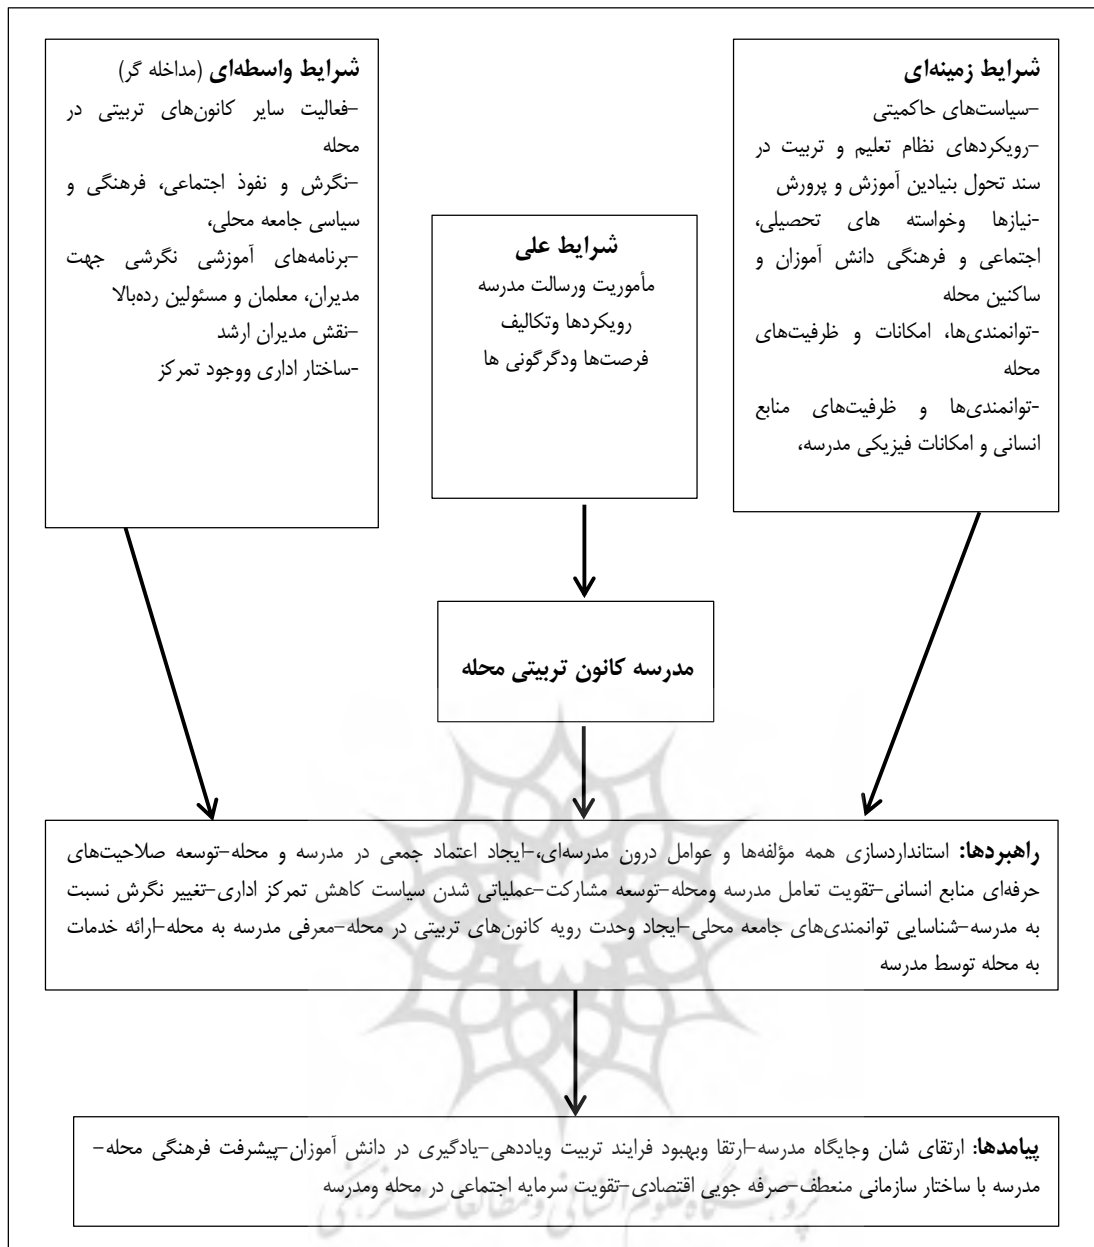 شرایط زمینه‌ای
–سیاست‌های حاکمیتی
–رویکردهای نظام تعلیم و تربیت در
سند تحول بنیادین آموزش و پرورش
-نیازها وخواسته های تحصیلی،
اجتماعی و فرهنگی دانش آموزان و
ساکنین محله
-توانمندی‌ها، امکانات و ظرفیت‌های
محله
-توانمندی‌ها و ظرفیت‌های منابع
انسانی و امکانات فیزیکی مدرسه،
شرایط علی
مأموریت ورسالت مدرسه
رویکردها وتکالیف
فرصت‌ها ودگرگونی ها
شرایط واسطه‌ای (مداخله گر)
–فعالیت سایر کانون‌های تربیتی در
محله
–نگرش و نفوذ اجتماعی، فرهنگی و
سیاسی جامعه محلی،
-برنامه‌های آموزشی نگرشی جهت
مدیران، معلمان و مسئولین رده‌بالا
–نقش مدیران ارشد
-ساختار اداری ووجود تمرکز
مدرسه کانون تربیتی محله
راهبردها: استانداردسازی همه مؤلفه‌ها و عوامل درون مدرسه‌ای،–ایجاد اعتماد جمعی در مدرسه و محله–توسعه صلاحیت‌های
حرفه‌ای منابع انسانی–تقویت تعامل مدرسه ومحله–توسعه مشارکت–عملیاتی شدن سیاست کاهش تمرکز اداری–تغییر نگرش نسبت
به مدرسه–شناسایی توانمندی‌های جامعه محلی–ایجاد وحدت رویه کانون‌های تربیتی در محله–معرفی مدرسه به محله–ارائه خدمات
به محله توسط مدرسه
پیامدها: ارتقای شان وجایگاه مدرسه–ارتقا وبهبود فرایند تربیت ویاددهی–یادگیری در دانش آموزان–پیشرفت فرهنگی محله–
مدرسه با ساختار سازمانی منعطف–صرفه جویی اقتصادی–تقویت سرمایه اجتماعی در محله ومدرسه
پژوهشگاه علوم انسانی و مطالعات فرهنگی